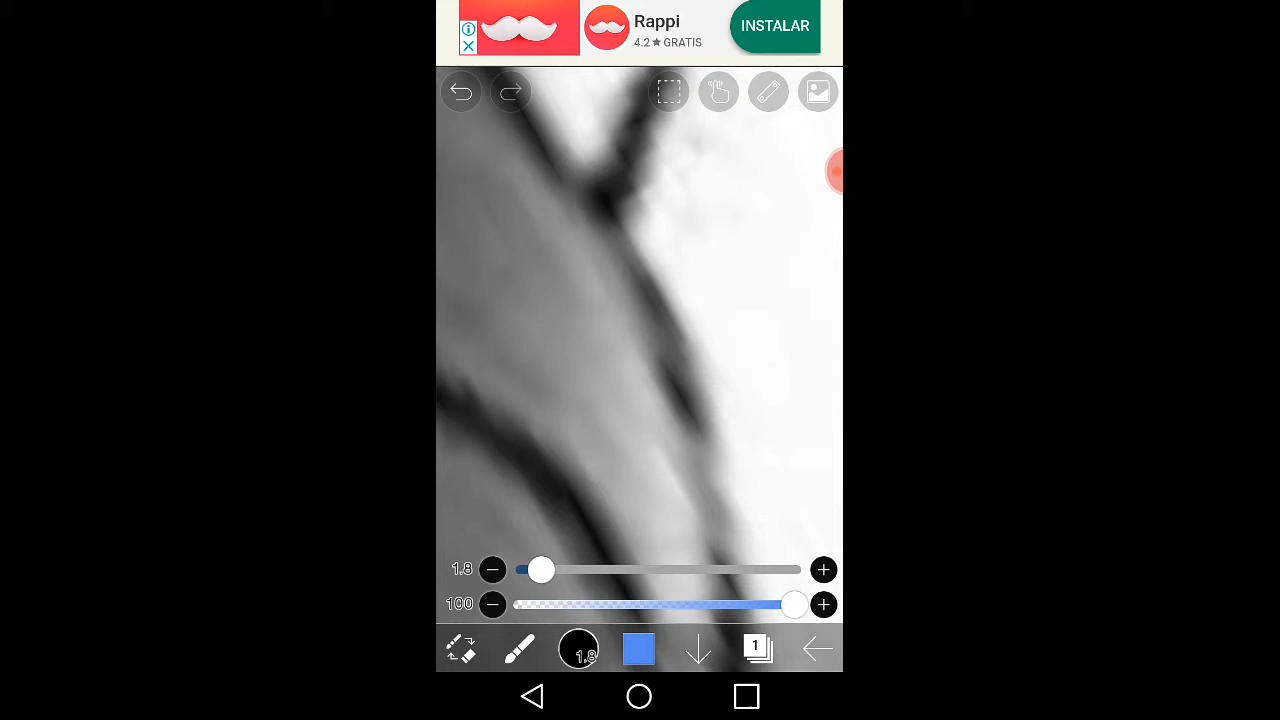 Rappi
4.2★GRATIS
INSTALAR
1.8
100
1.8
1